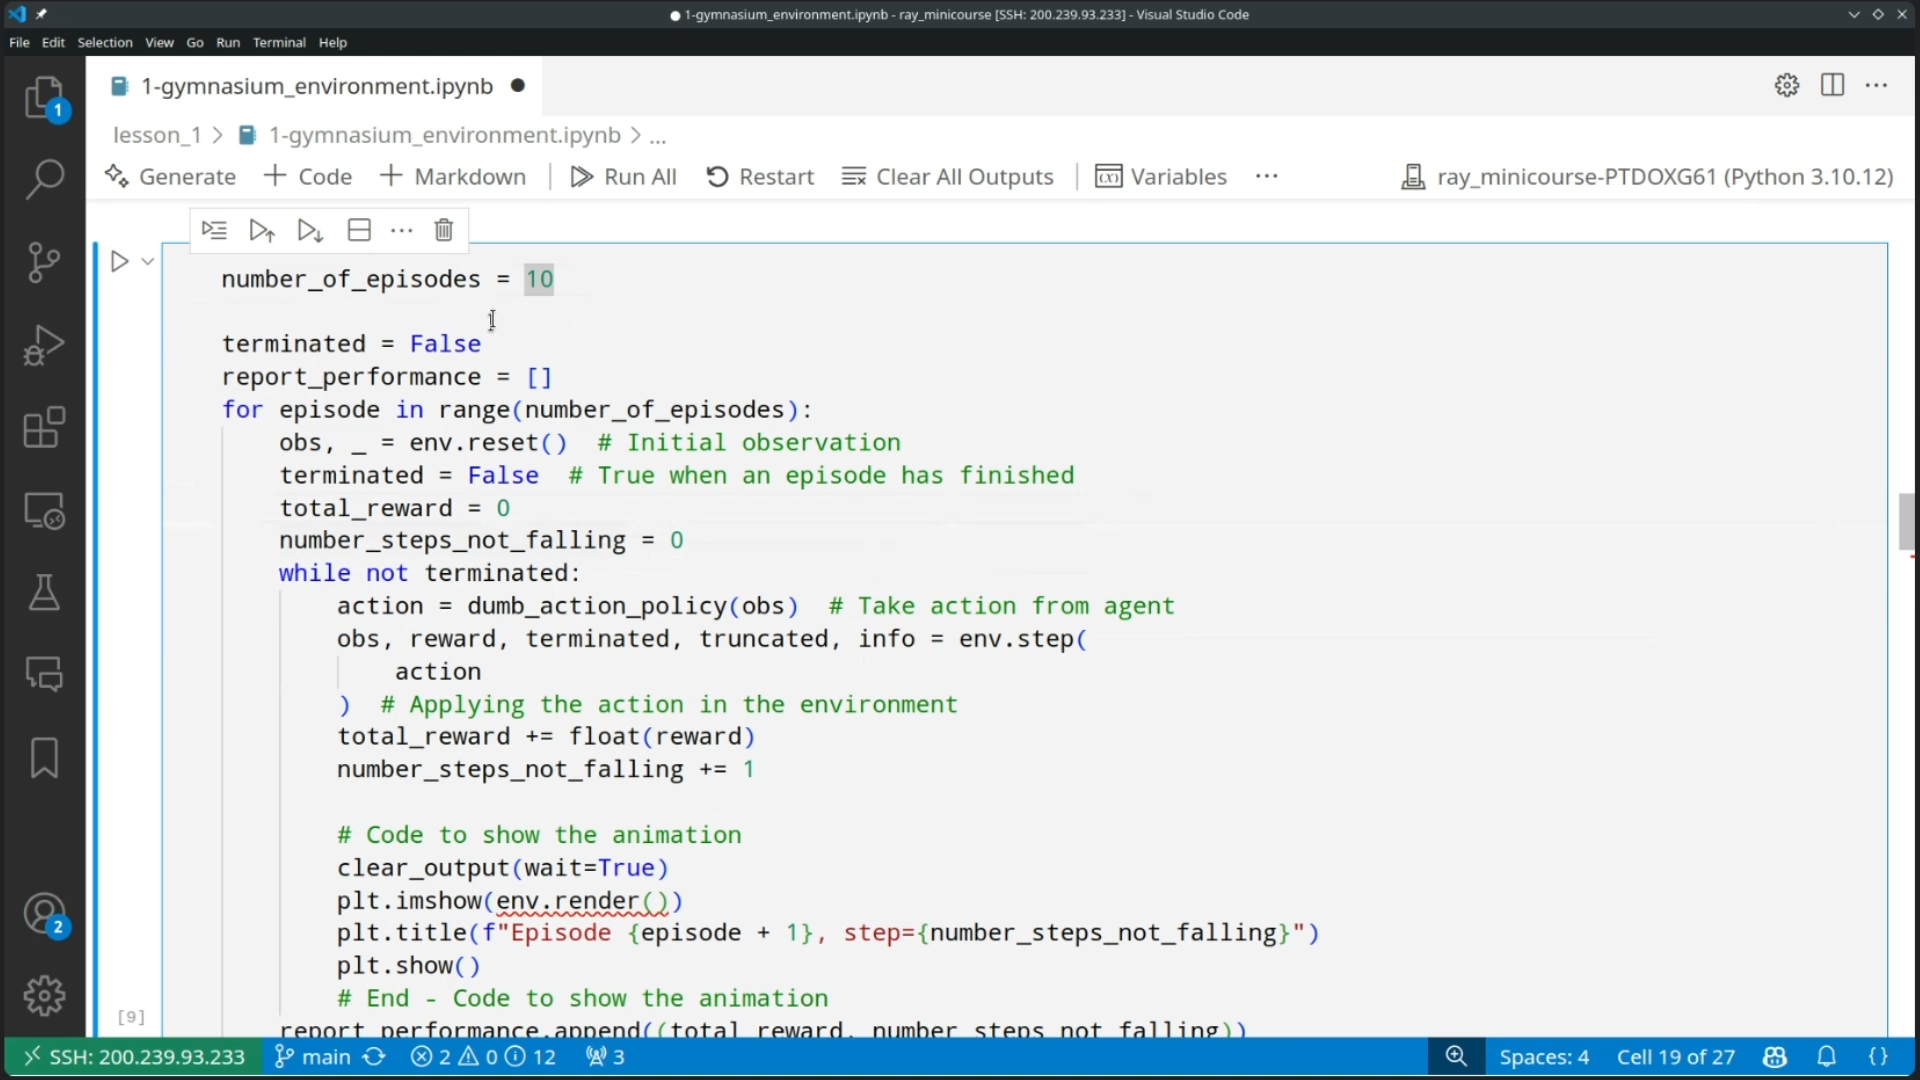 ● 1-gymnasium_environment.ipynb - ray_minicourse [SSH: 200.239.93.233] - Visual Studio Code
File Edit Selection View Go Run Terminal Help
1-gymnasium_environment.ipynb ●
lesson_1 > 1-gymnasium_environment.ipynb > ...
Generate + Code + Markdown | Run All Restart Clear All Outputs | Variables ... ray_minicourse-PTDOXG61 (Python 3.10.12)
number_of_episodes = 10
terminated = False
report_performance = []
for episode in range(number_of_episodes):
    obs, _ = env.reset()  # Initial observation
    terminated = False  # True when an episode has finished
    total_reward = 0
    number_steps_not_falling = 0
    while not terminated:
        action = dumb_action_policy(obs)  # Take action from agent
        obs, reward, terminated, truncated, info = env.step(
            action
        )  # Applying the action in the environment
        total_reward += float(reward)
        number_steps_not_falling += 1
        # Code to show the animation
        clear_output(wait=True)
        plt.imshow(env.render())
        plt.title(f"Episode {episode + 1}, step={number_steps_not_falling}")
        plt.show()
        # End - Code to show the animation
[9]
    report_performance.append((total_reward, number_steps_not_falling))
1
2
SSH: 200.239.93.233 main 2 0 12 3 Spaces: 4 Cell 19 of 27 {}